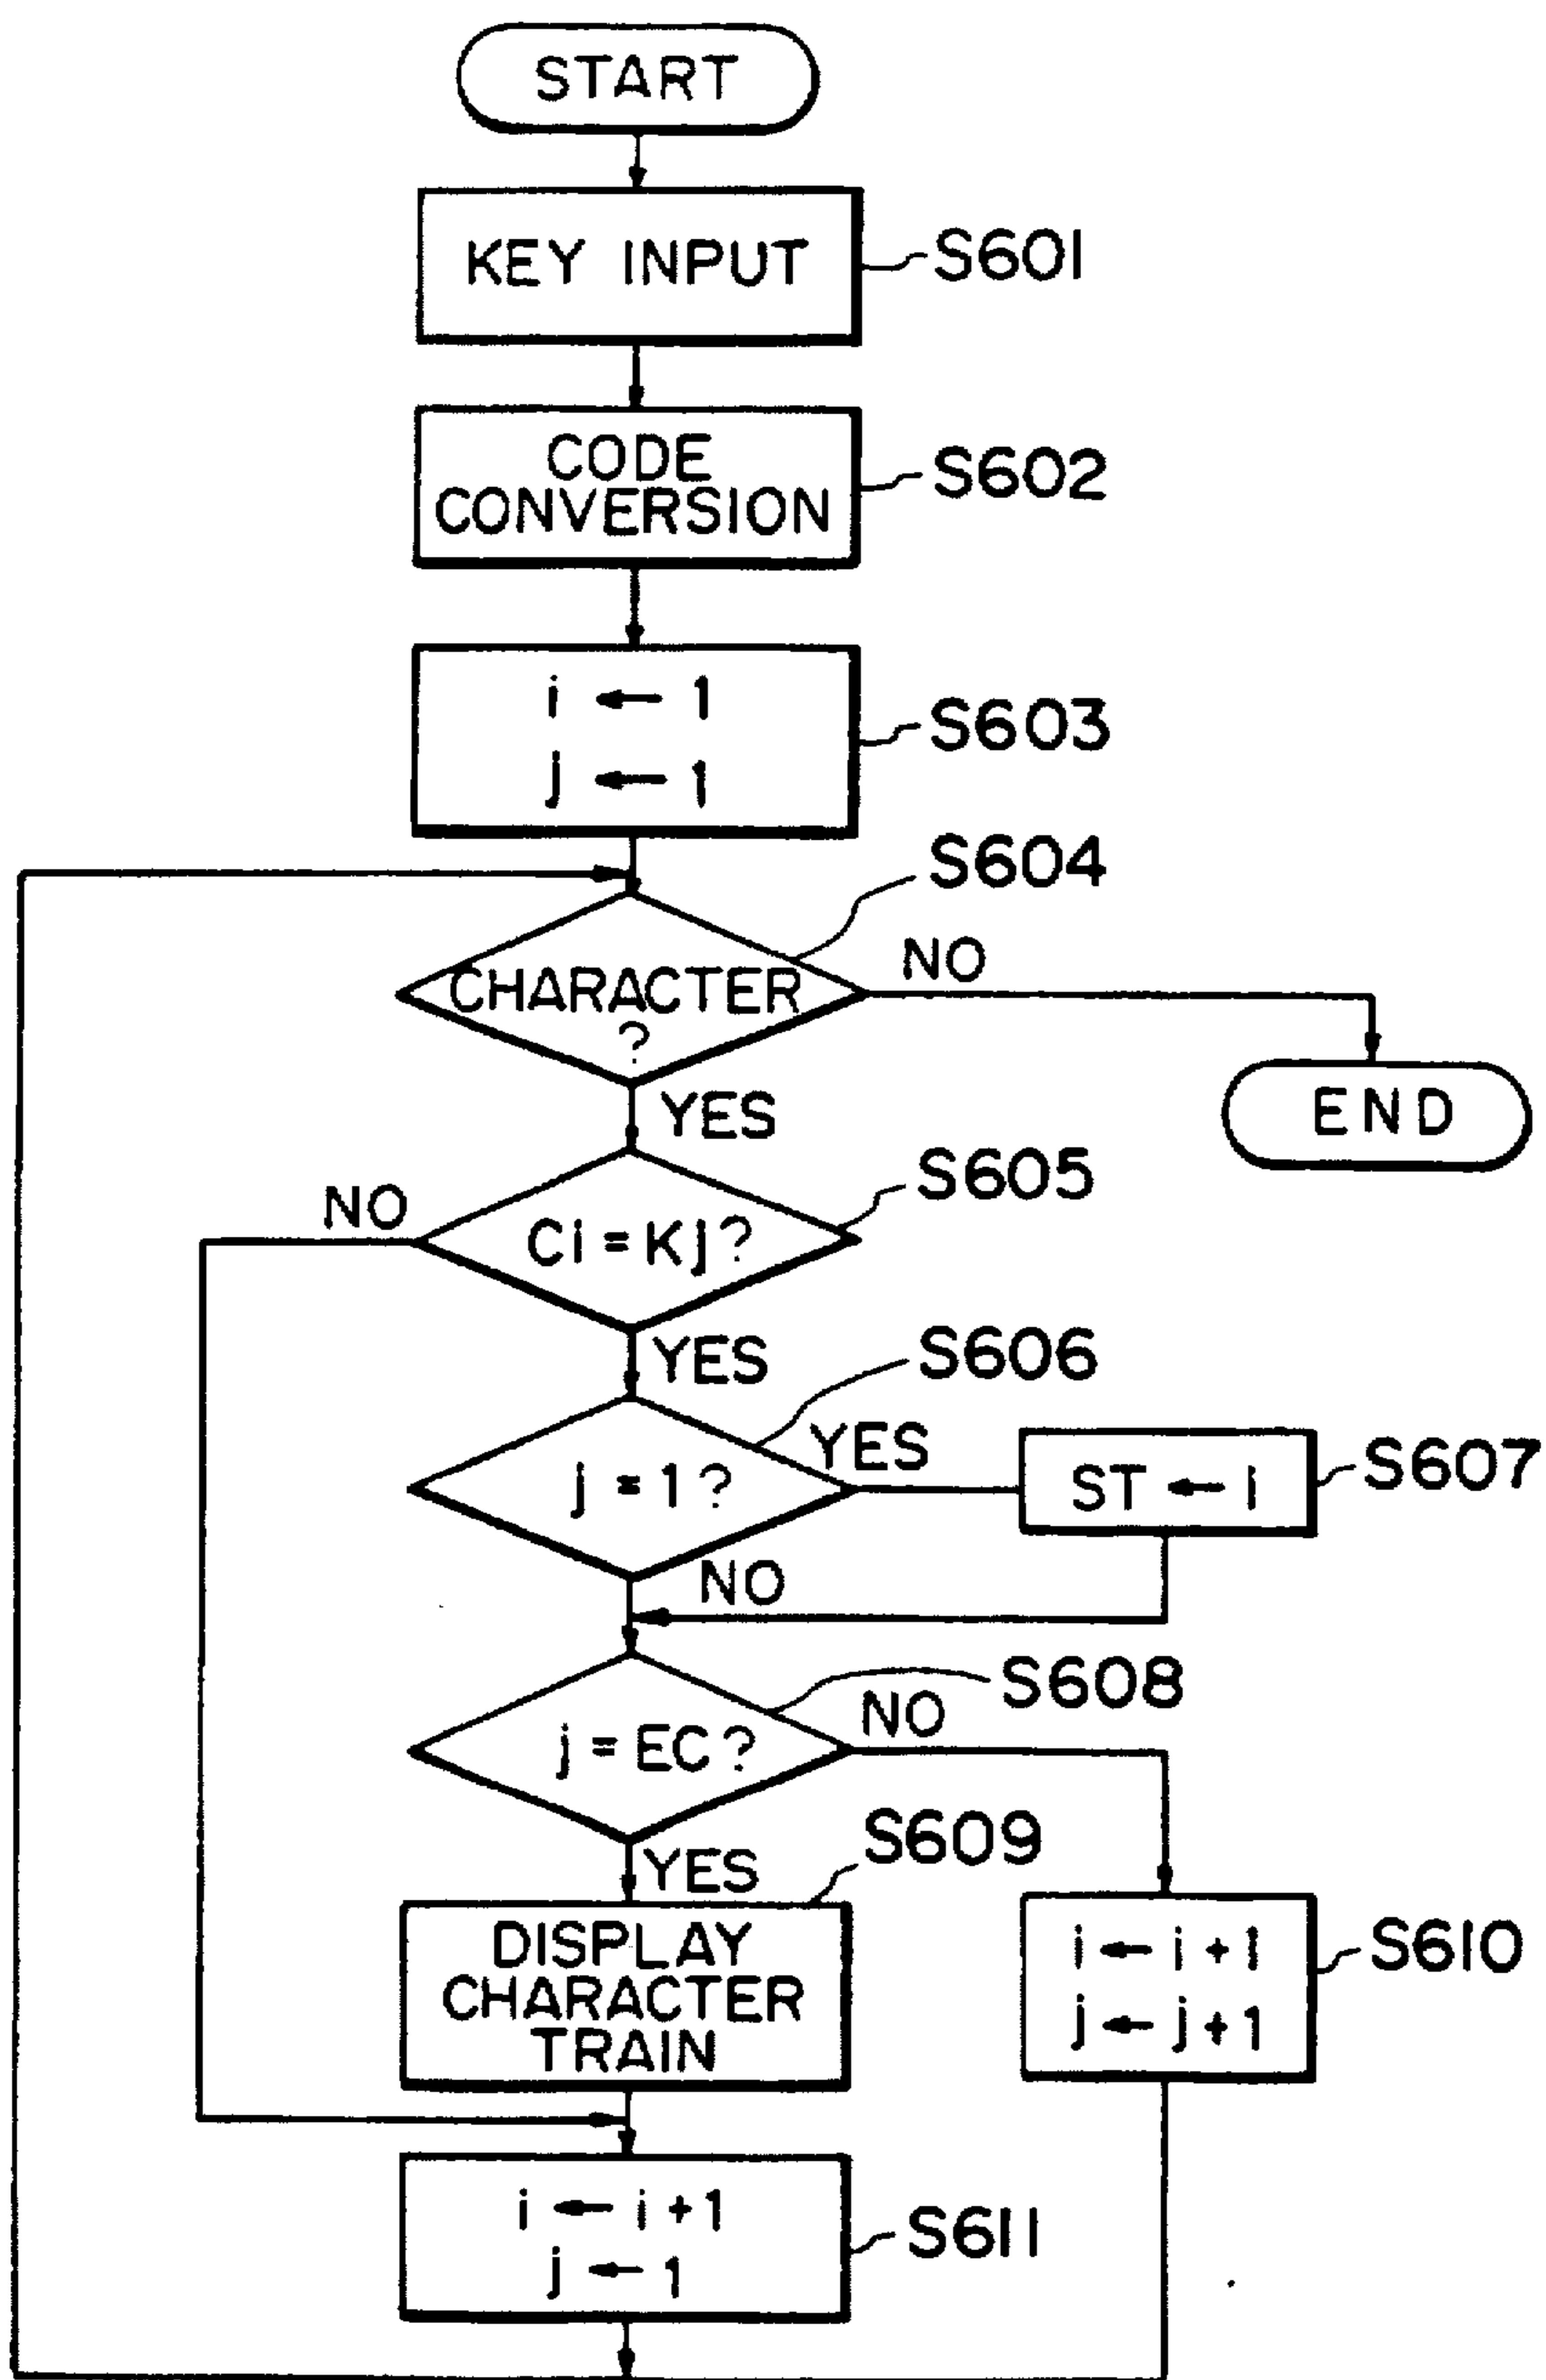 START
KEY INPUT
S601
CODE
CONVERSION
S602
i ← 1
j ← 1
S603
S604
CHARACTER
?
NO
END
YES
S605
NO
Ci = Kj?
YES
S606
j = 1?
YES
ST ← i
S607
NO
S608
j = EC?
NO
YES
S609
DISPLAY
CHARACTER
TRAIN
i ← i + 1
j ← j + 1
S610
i ← i + 1
j ← 1
S611